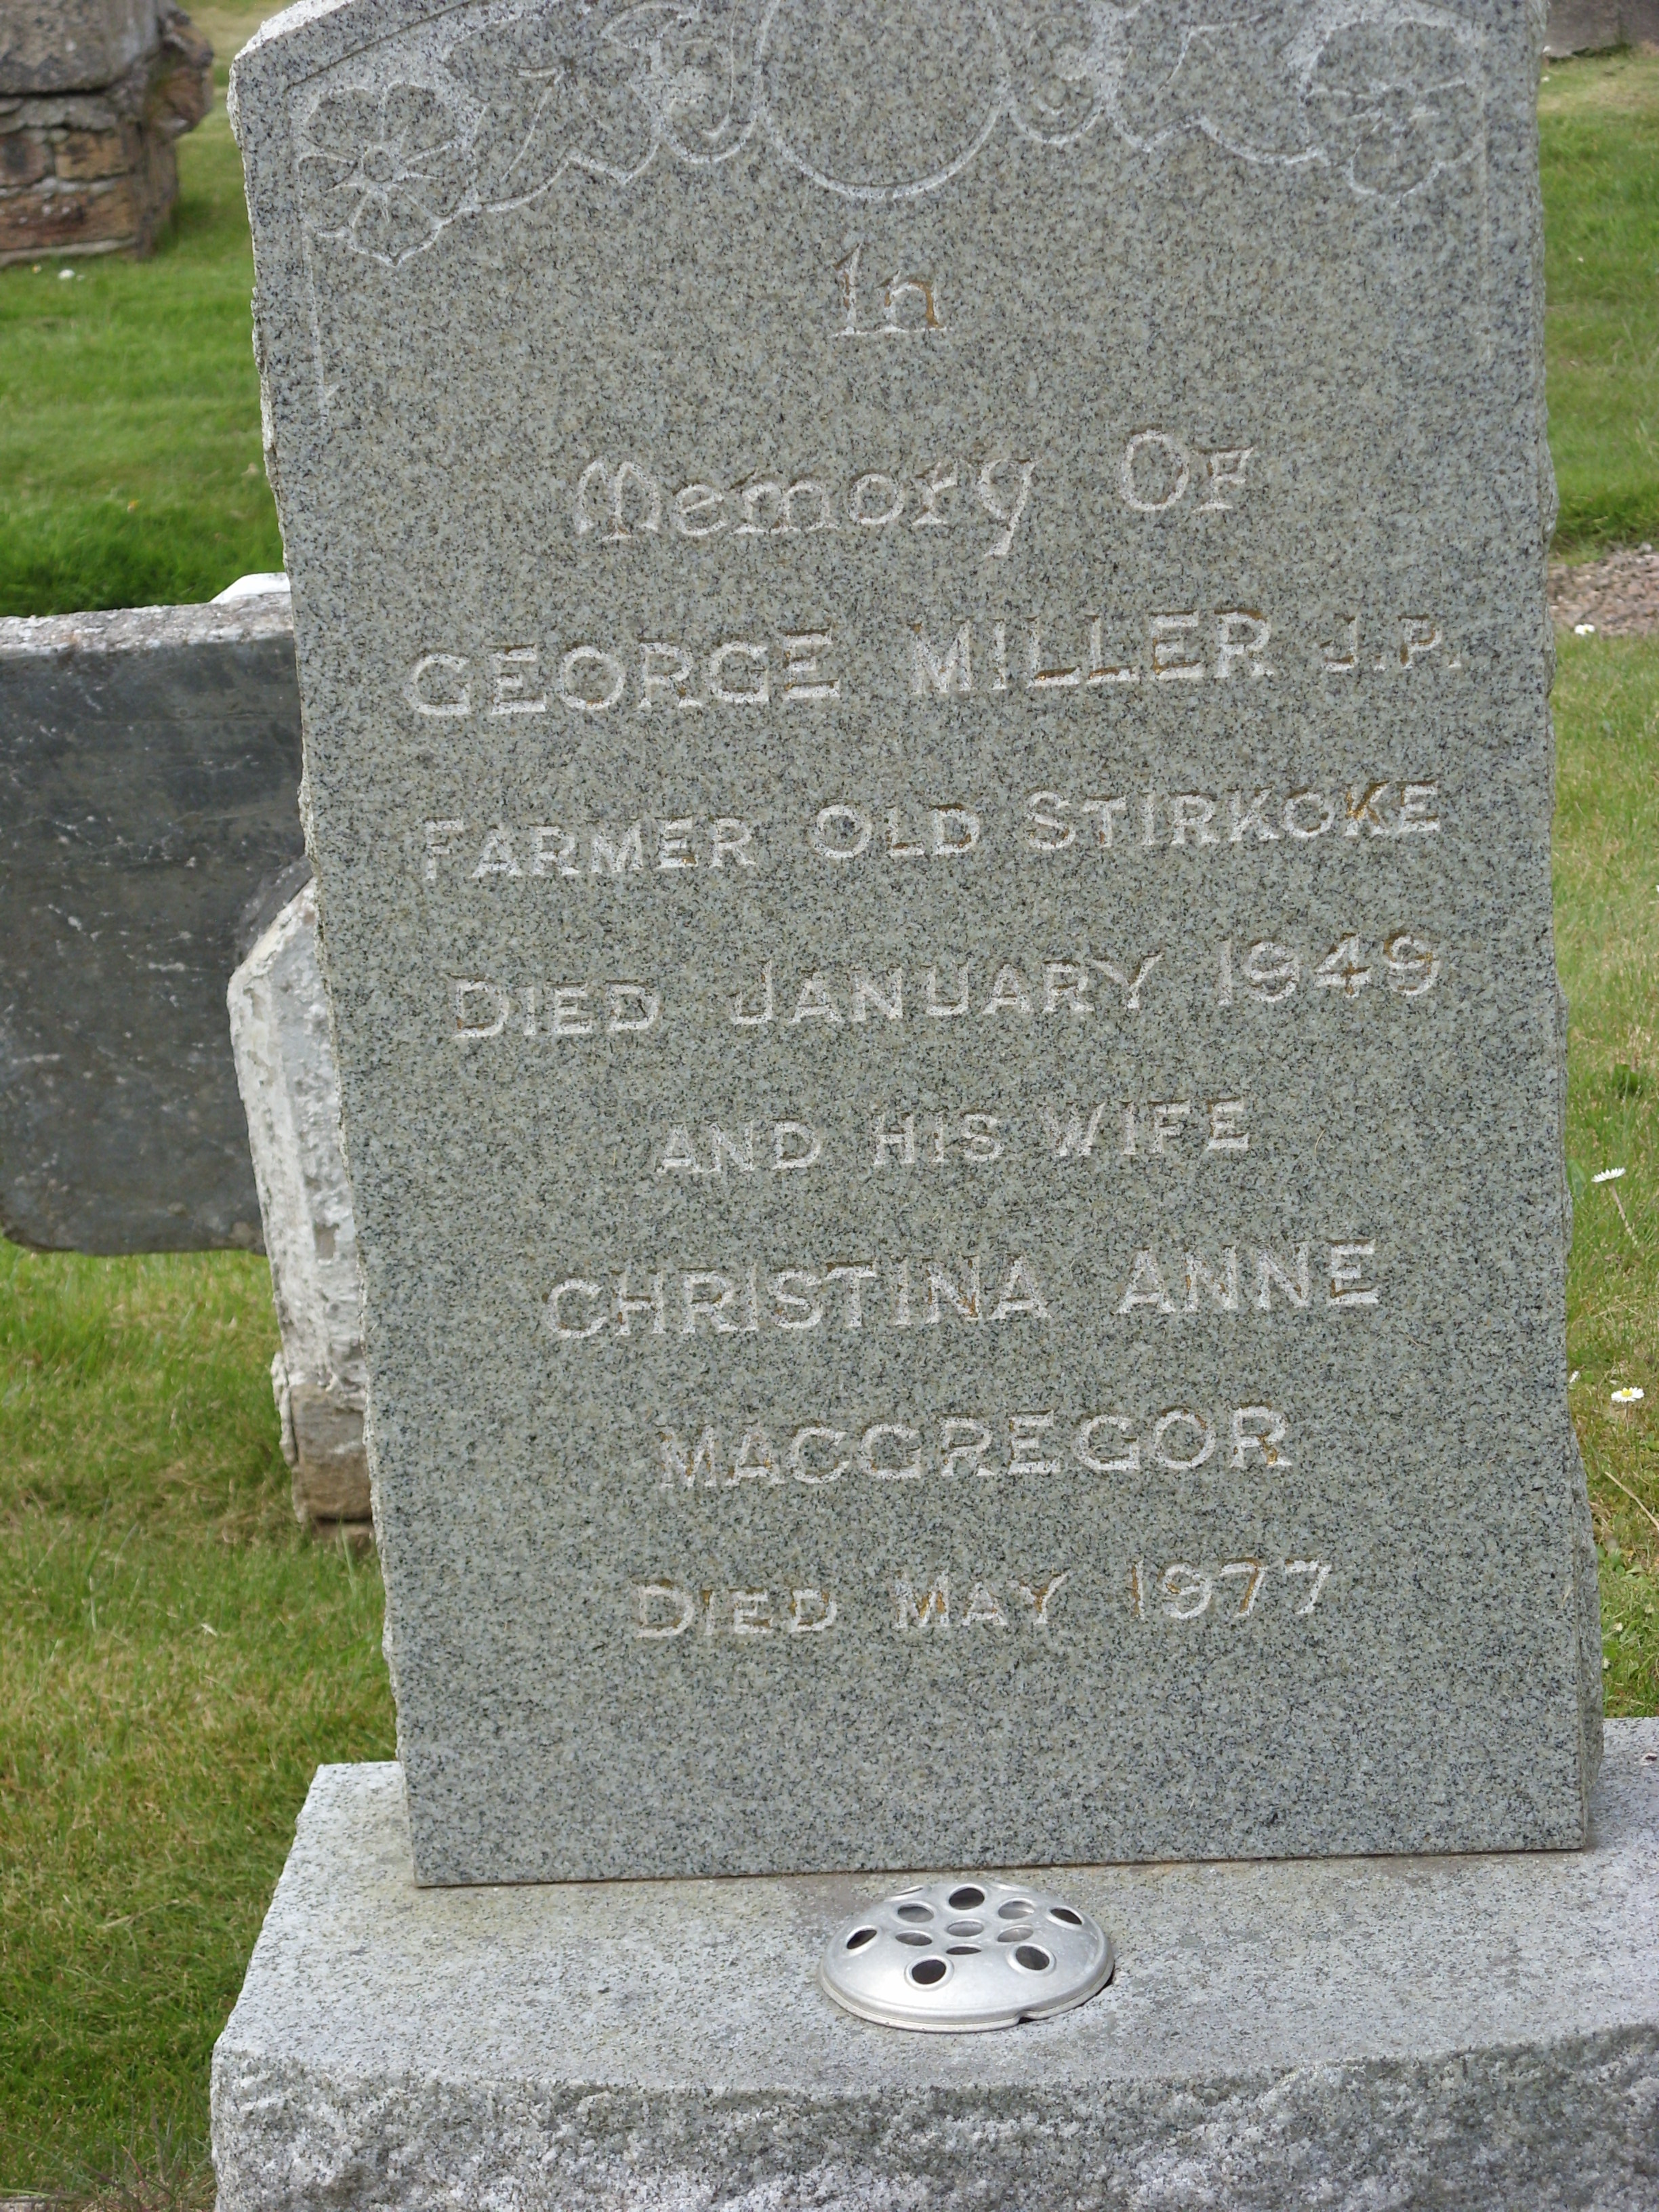 In
Memory Of
GEORGE MILLER J.P.
FARMER OLD STIRKOKE
DIED JANUARY 1949
AND HIS WIFE
CHRISTINA ANNE
MACGREGOR
DIED MAY 1977